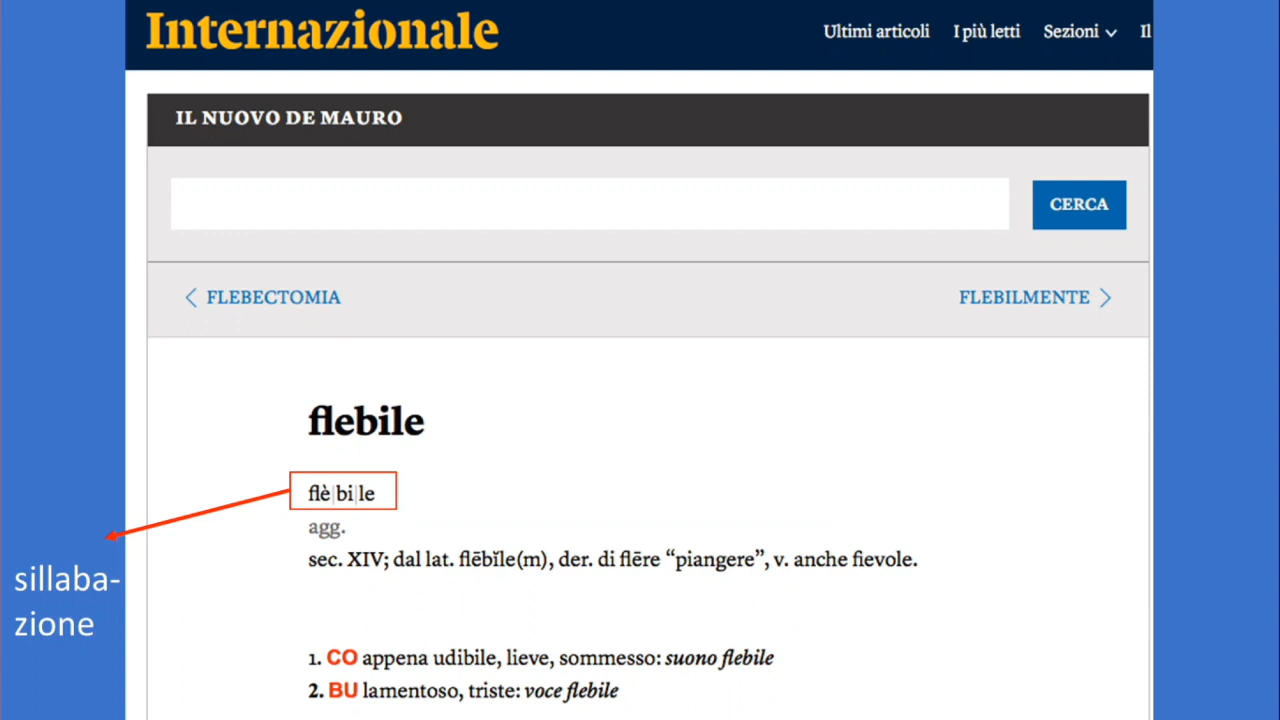 Internazionale
Ultimi articoli I più letti Sezioni Il
IL NUOVO DE MAURO
CERCA
FLEBECTOMIA
FLEBILMENTE
flebile
flè|bi|le
agg.
sec. XIV; dal lat. flēbĭle(m), der. di flēre “piangere”, v. anche fievole.
sillaba-
zione
1. CO appena udibile, lieve, sommesso: suono flebile
2. BU lamentoso, triste: voce flebile